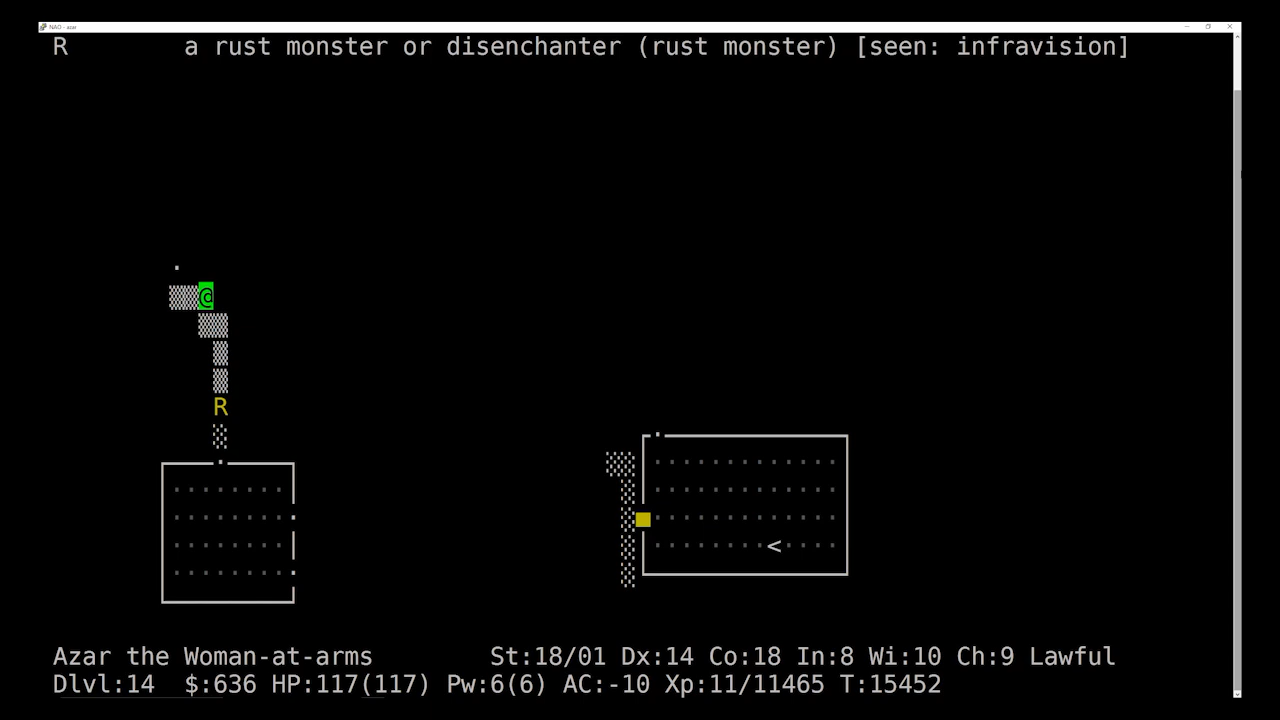 NAO - azar
R a rust monster or disenchanter (rust monster) [seen: infravision]
@
R
<
Azar the Woman-at-arms St:18/01 Dx:14 Co:18 In:8 Wi:10 Ch:9 Lawful
Dlvl:14 $:636 HP:117(117) Pw:6(6) AC:-10 Xp:11/11465 T:15452